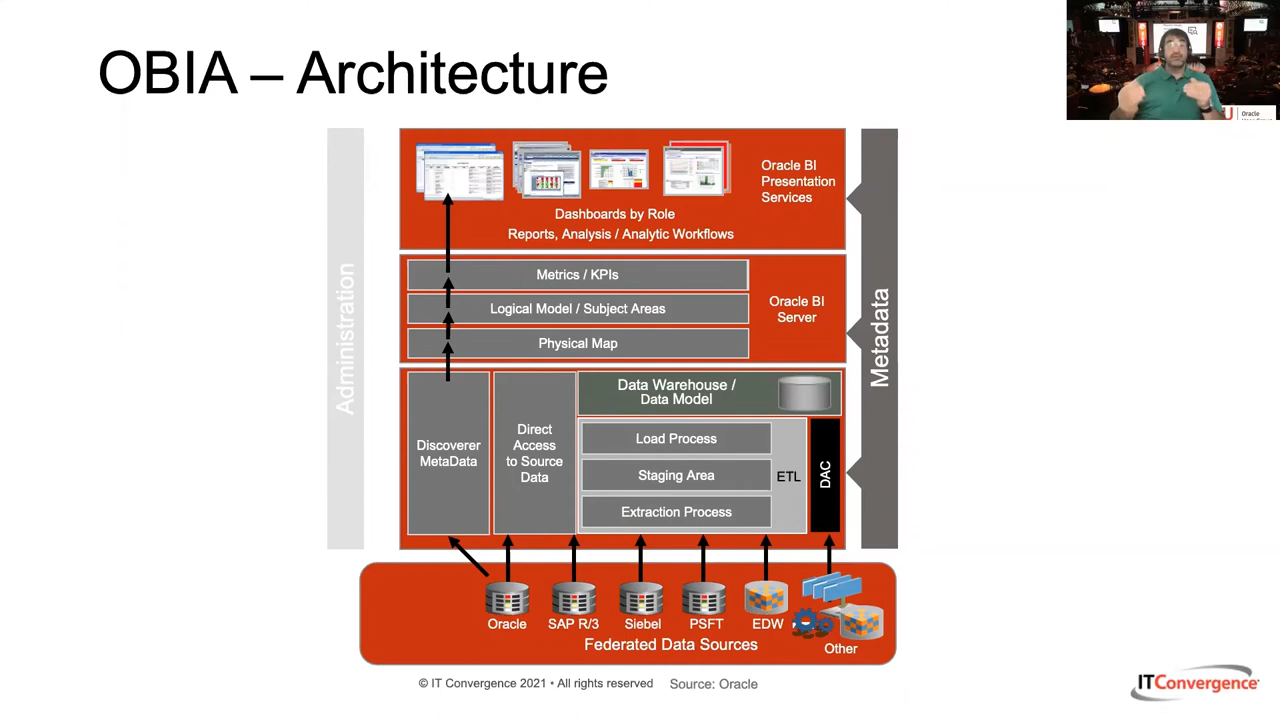 OBIA – Architecture
Oracle
Administration
Metadata
Oracle BI
Presentation
Services
Dashboards by Role
Reports, Analysis / Analytic Workflows
Metrics / KPIs
Logical Model / Subject Areas
Physical Map
Oracle BI
Server
Data Warehouse /
Data Model
Discoverer
MetaData
Direct
Access
to Source
Data
Load Process
Staging Area
Extraction Process
ETL
DAC
Oracle
SAP R/3
Siebel
PSFT
EDW
Other
Federated Data Sources
© IT Convergence 2021 • All rights reserved
Source: Oracle
ITConvergence